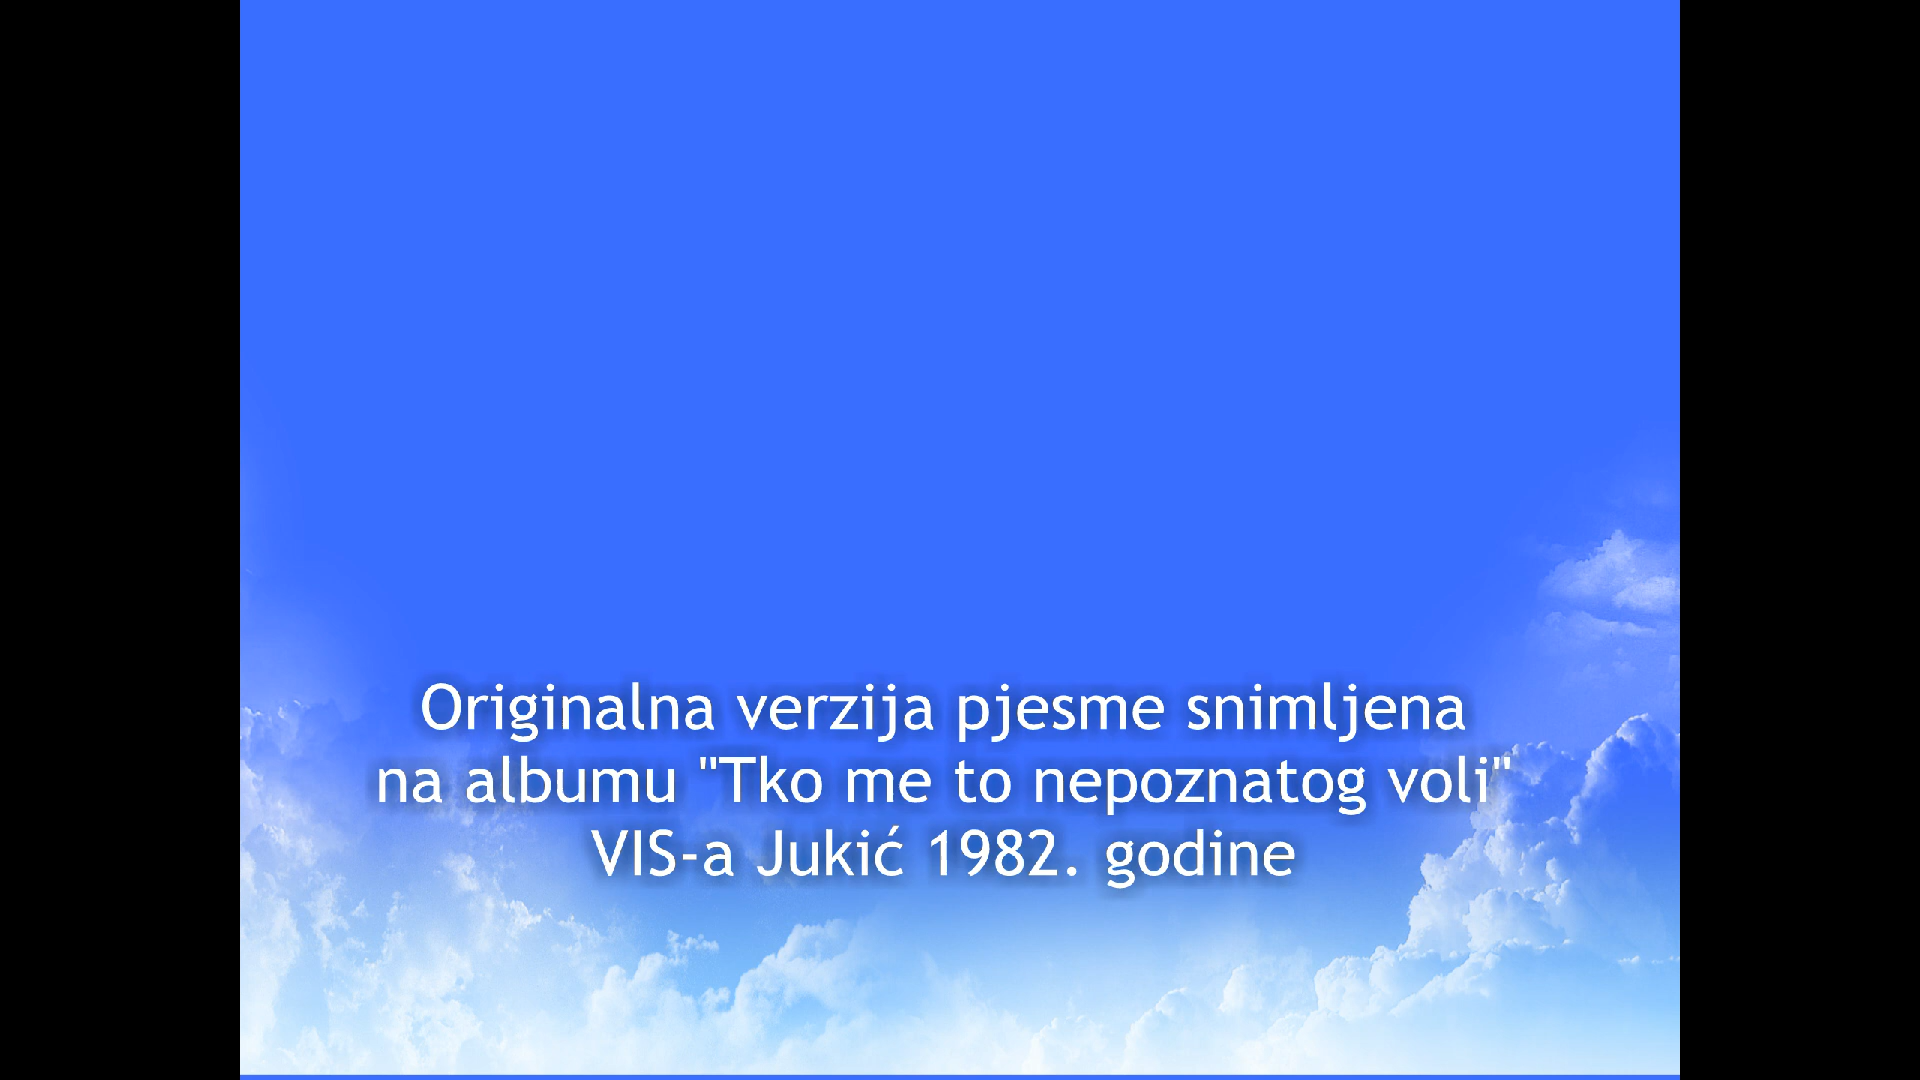 Originalna verzija pjesme snimljena
na albumu "Tko me to nepoznatog voli"
VIS-a Jukić 1982. godine